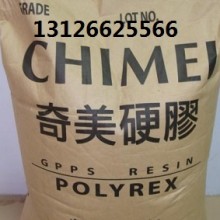 GRADE LOT NO.
13126625566
CHIMEI
奇美硬膠
GPPS RESIN
POLYREX